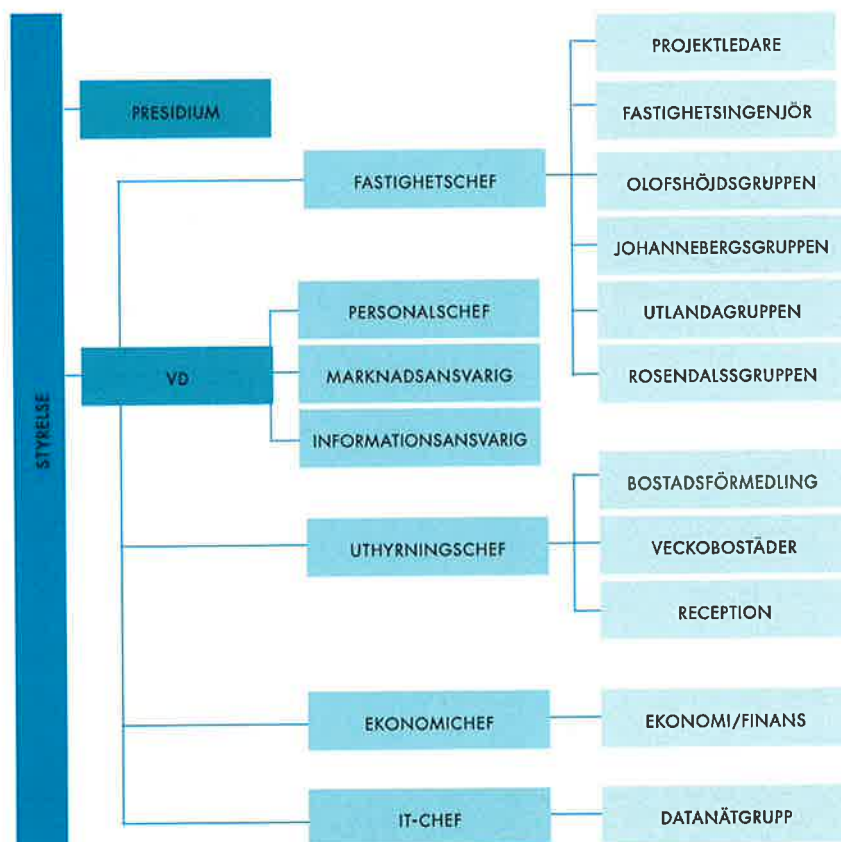 STYRELSE
PRESIDIUM
VD
FASTIGHETSCHEF
PERSONALSCHEF
MARKNADSANSVARIG
INFORMATIONSANSVARIG
UTHYRNINGSCHEF
EKONOMICHEF
IT-CHEF
PROJEKTLEDARE
FASTIGHETSINGENJÖR
OLOFSHÖJDSGRUPPEN
JOHANNEBERGSGRUPPEN
UTLANDAGRUPPEN
ROSENDALSSGRUPPEN
BOSTADSFÖRMEDLING
VECKOBOSTÄDER
RECEPTION
EKONOMI/FINANS
DATANÄTGRUPP